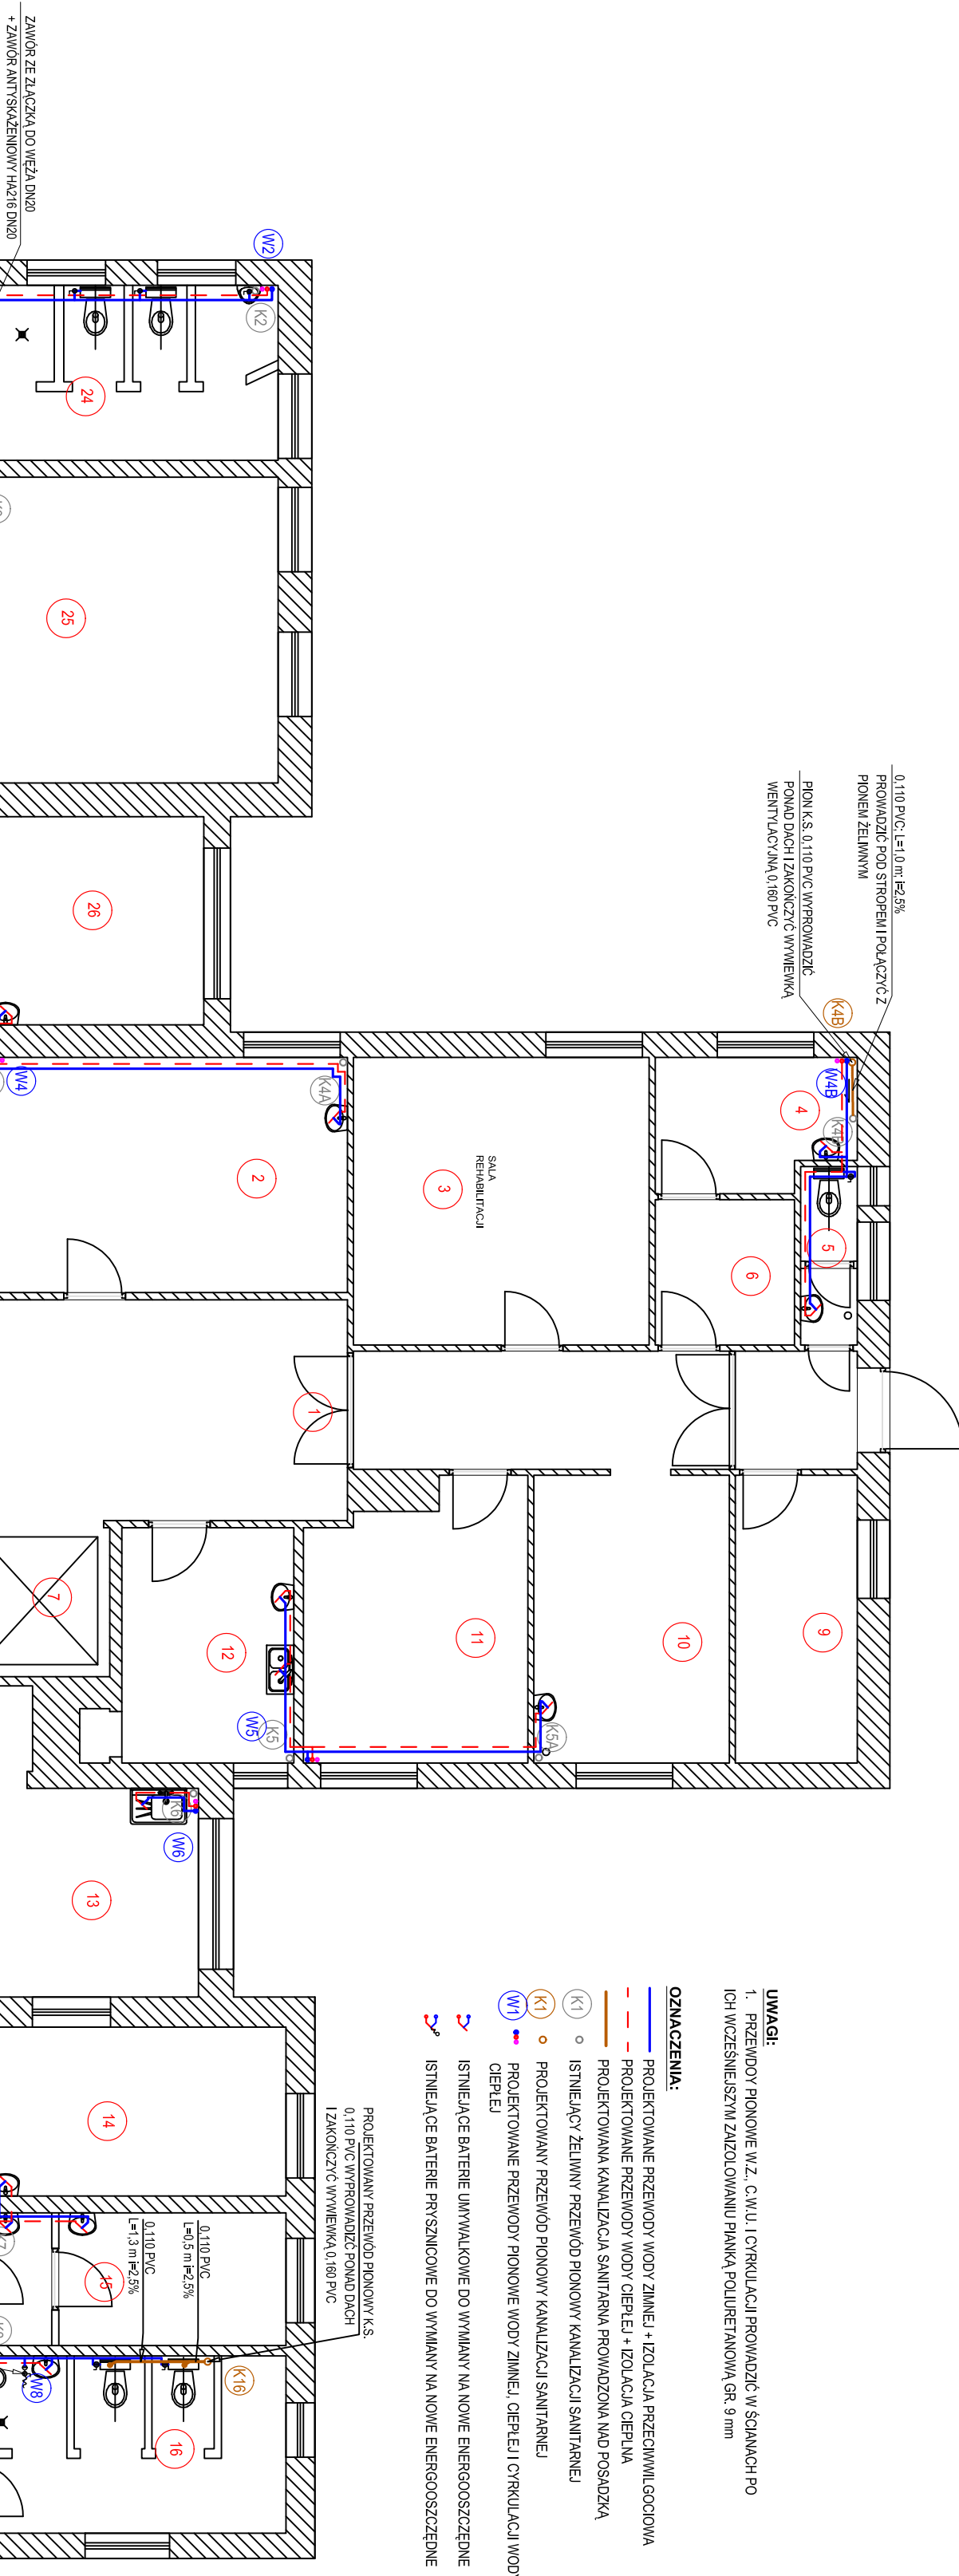 ZAWÓR ZE ZŁĄCZKĄ DO WĘŻA DN20
+ ZAWÓR ANTYSKAŻENIOWY HA216 DN20
W2
K2
24
25
26
0,110 PVC; L=1,0 m; i=2,5%
PROWADZIĆ POD STROPEM I POŁĄCZYĆ Z
PIONEM ŻELIWNYM
PION K.S. 0,110 PVC WYPROWADZIĆ
PONAD DACH I ZAKOŃCZYĆ WYWIEWKĄ
WENTYLACYJNĄ 0,160 PVC
K4B
W4B
4
K4B
5
6
SALA
REHABILITACJI
3
K4A
2
W4
1
7
9
10
11
12
K5A
K5
W5
K6
W6
13
14
15
16
K7
W8
K16
0,110 PVC
L=0,5 m i=2,5%
0,110 PVC
L=1,3 m i=2,5%
PROJEKTOWANY PRZEWÓD PIONOWY K.S.
0,110 PVC WYPROWADZIĆ PONAD DACH
I ZAKOŃCZYĆ WYWIEWKĄ 0,160 PVC
UWAGI:
1. PRZEWDOY PIONOWE W.Z., C.W.U. I CYRKULACJI PROWADZIĆ W ŚCIANACH PO
ICH WCZEŚNIEJSZYM ZAIZOLOWANIU PIANKĄ POLIURETANOWĄ GR. 9 mm
OZNACZENIA:
PROJEKTOWANE PRZEWODY WODY ZIMNEJ + IZOLACJA PRZECIWWILGOCIOWA
PROJEKTOWANE PRZEWODY WODY CIEPŁEJ + IZOLACJA CIEPLNA
PROJEKTOWANA KANALIZACJA SANITARNA PROWADZONA NAD POSADZKĄ
K1 ISTNIEJĄCY ŻELIWNY PRZEWÓD PIONOWY KANALIZACJI SANITARNEJ
K1 PROJEKTOWANY PRZEWÓD PIONOWY KANALIZACJI SANITARNEJ
W1 PROJEKTOWANE PRZEWODY PIONOWE WODY ZIMNEJ, CIEPŁEJ I CYRKULACJI WODY
CIEPŁEJ
ISTNIEJĄCE BATERIE UMYWALKOWE DO WYMIANY NA NOWE ENERGOOSZCZĘDNE
ISTNIEJĄCE BATERIE PRYSZNICOWE DO WYMIANY NA NOWE ENERGOOSZCZĘDNE